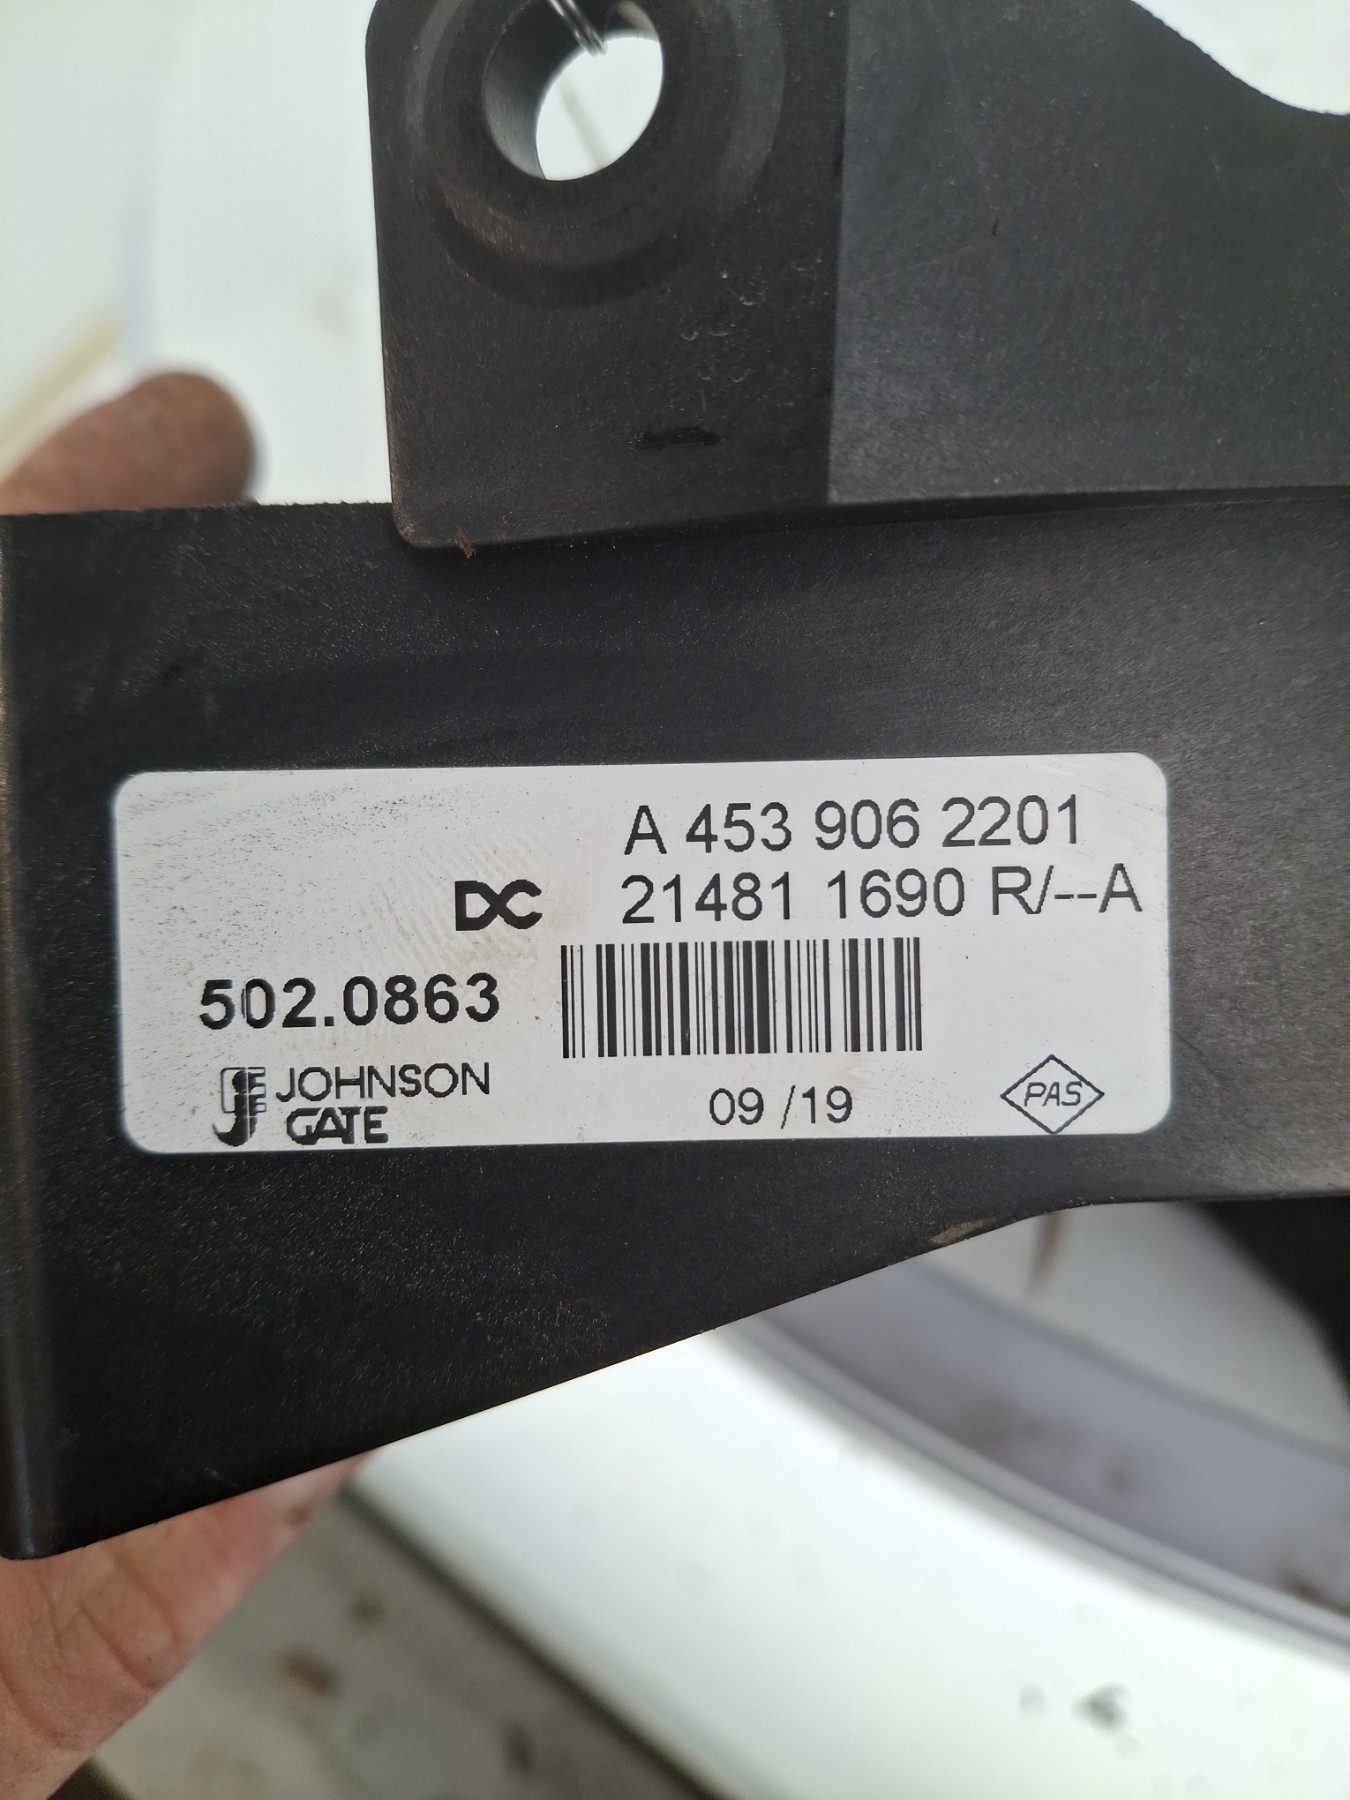 A 453 906 2201
DC 21481 1690 R/--A
502.0863
JOHNSON
GATE
09 /19
PAS